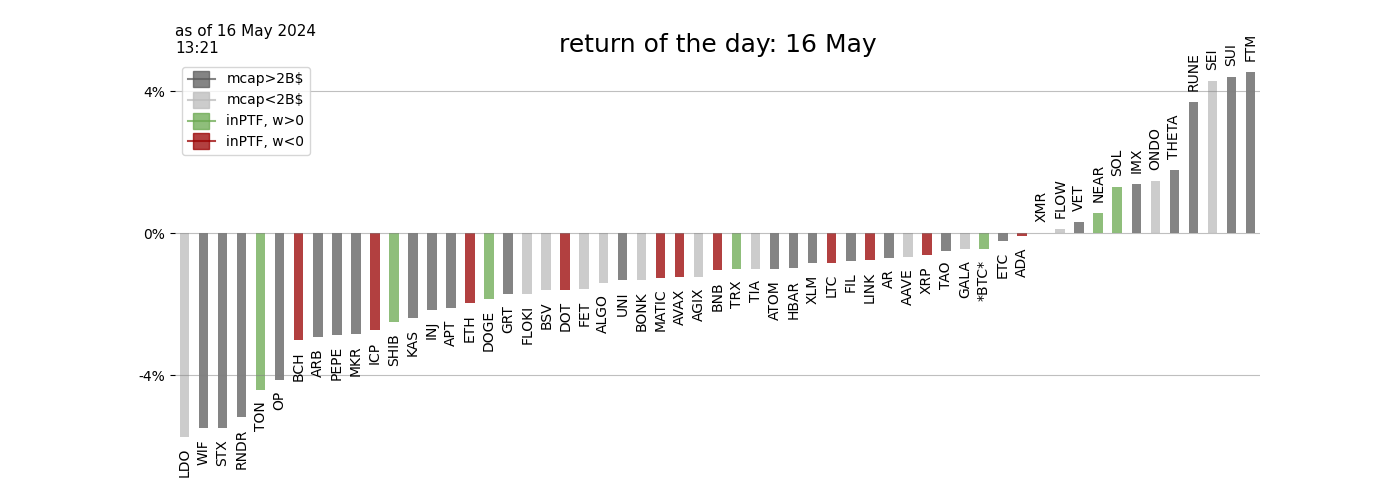 as of 16 May 2024
13:21
return of the day: 16 May
mcap>2B$
mcap<2B$
inPTF, w>0
inPTF, w<0
4%
0%
-4%
LDO
WIF
STX
RNDR
TON
OP
BCH
ARB
PEPE
MKR
ICP
SHIB
KAS
INJ
APT
ETH
DOGE
GRT
FLOKI
BSV
DOT
FET
ALGO
UNI
BONK
MATIC
AVAX
AGIX
BNB
TRX
TIA
ATOM
HBAR
XLM
LTC
FIL
LINK
AR
AAVE
XRP
TAO
GALA
*BTC*
ETC
ADA
XMR
FLOW
VET
NEAR
SOL
IMX
ONDO
THETA
RUNE
SEI
SUI
FTM